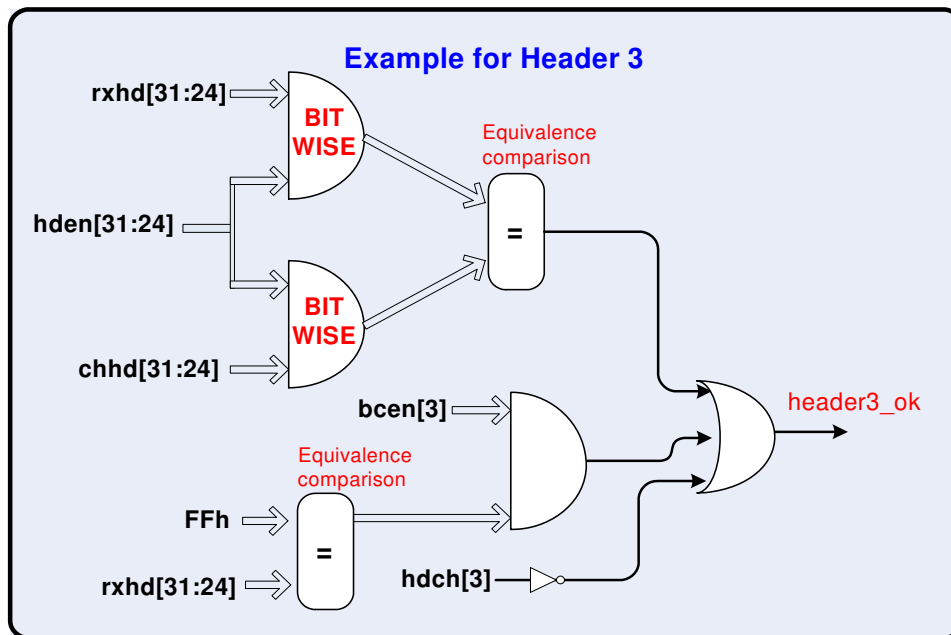 Example for Header 3
rxhd[31:24]
BIT
WISE
Equivalence
comparison
hden[31:24]
=
BIT
WISE
chhd[31:24]
bcen[3]
header3_ok
Equivalence
comparison
FFh
=
rxhd[31:24]
hdch[3]